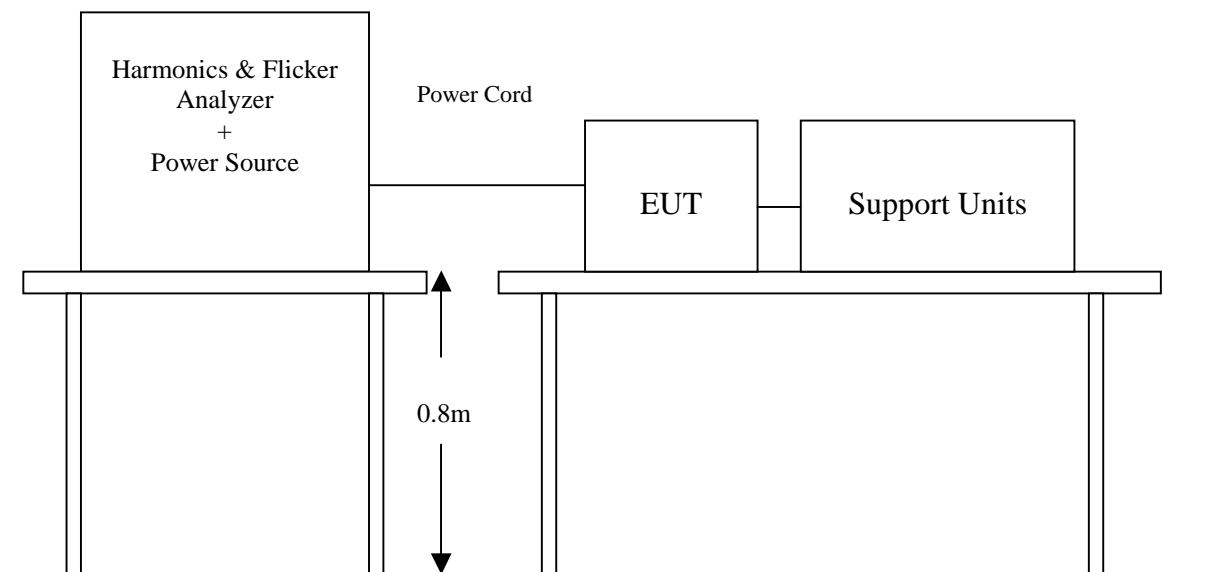 Harmonics & Flicker
Analyzer
+
Power Source
Power Cord
EUT
Support Units
0.8m